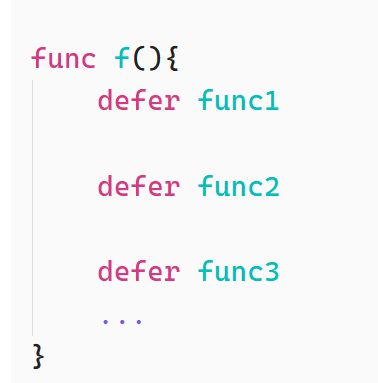 func f(){
defer func1
defer func2
defer func3
...
}